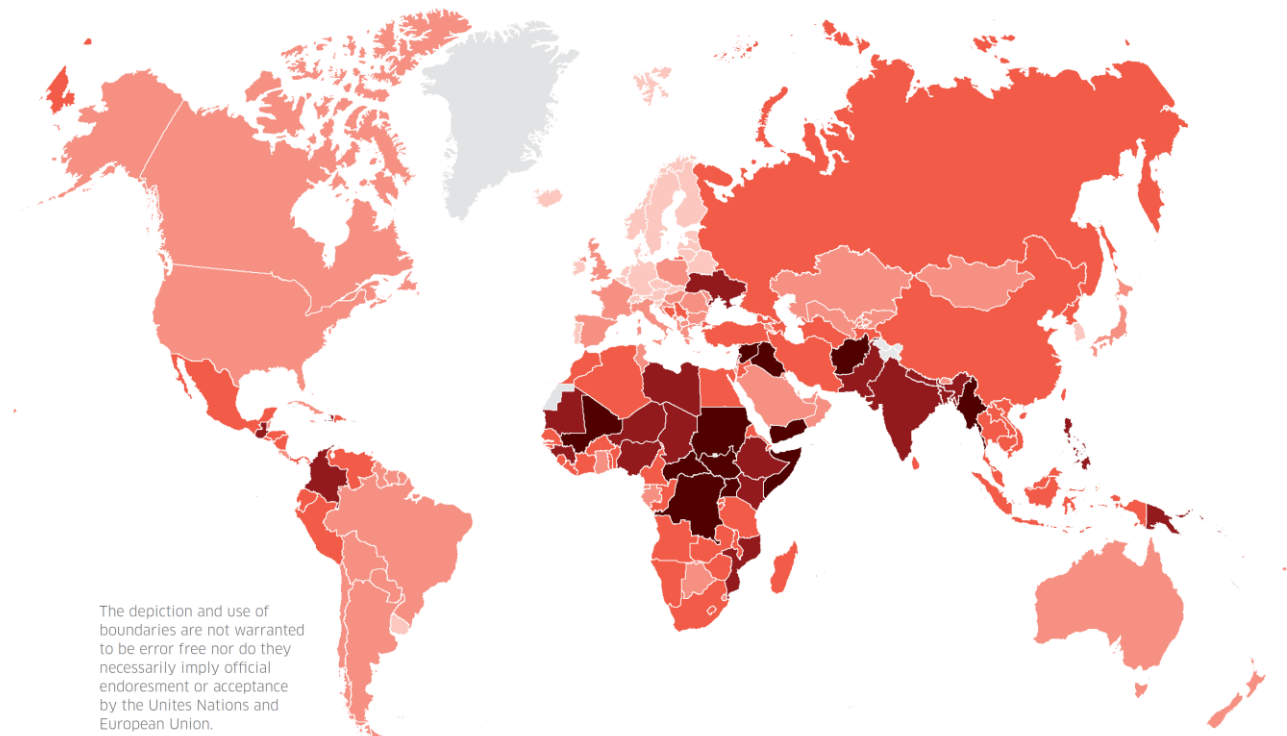 The depiction and use of
boundaries are not warranted
to be error free nor do they
necessarily imply official
endoresment or acceptance
by the Unites Nations and
European Union.